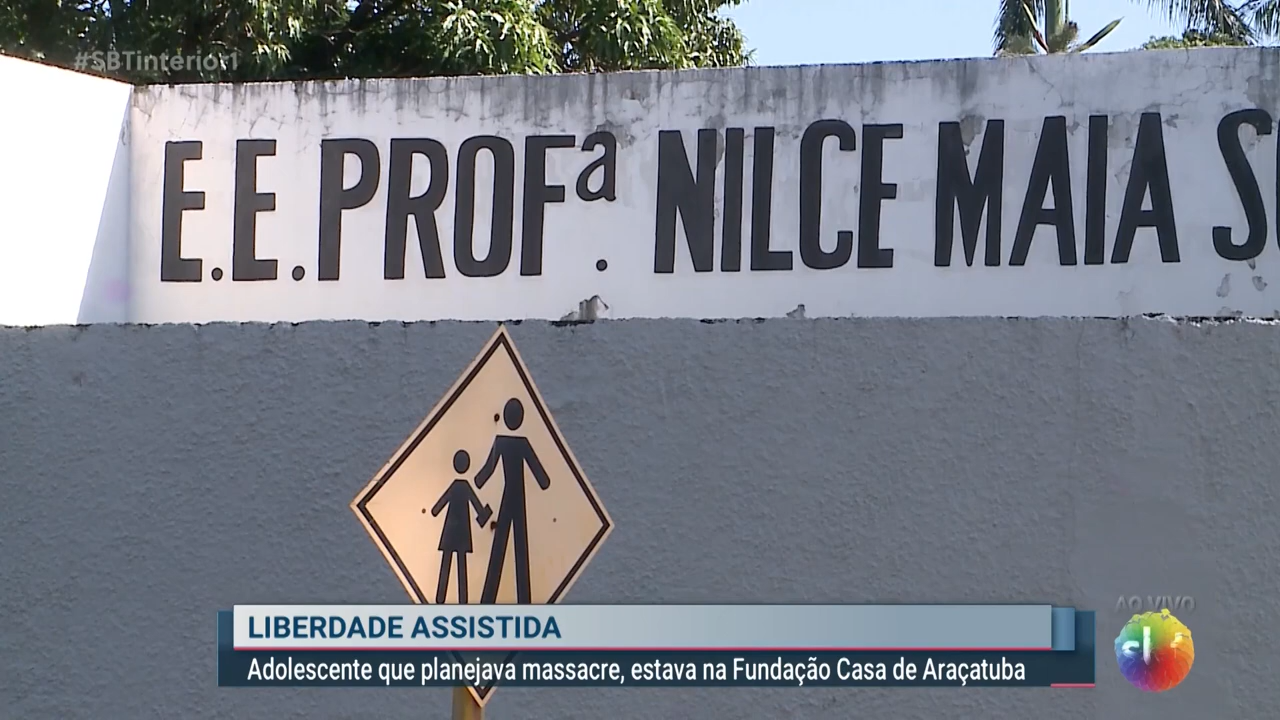 #SBTinterior1
E.E.PROFª. NILCE MAIA S
LIBERDADE ASSISTIDA
Adolescente que planejava massacre, estava na Fundação Casa de Araçatuba
AO VIVO